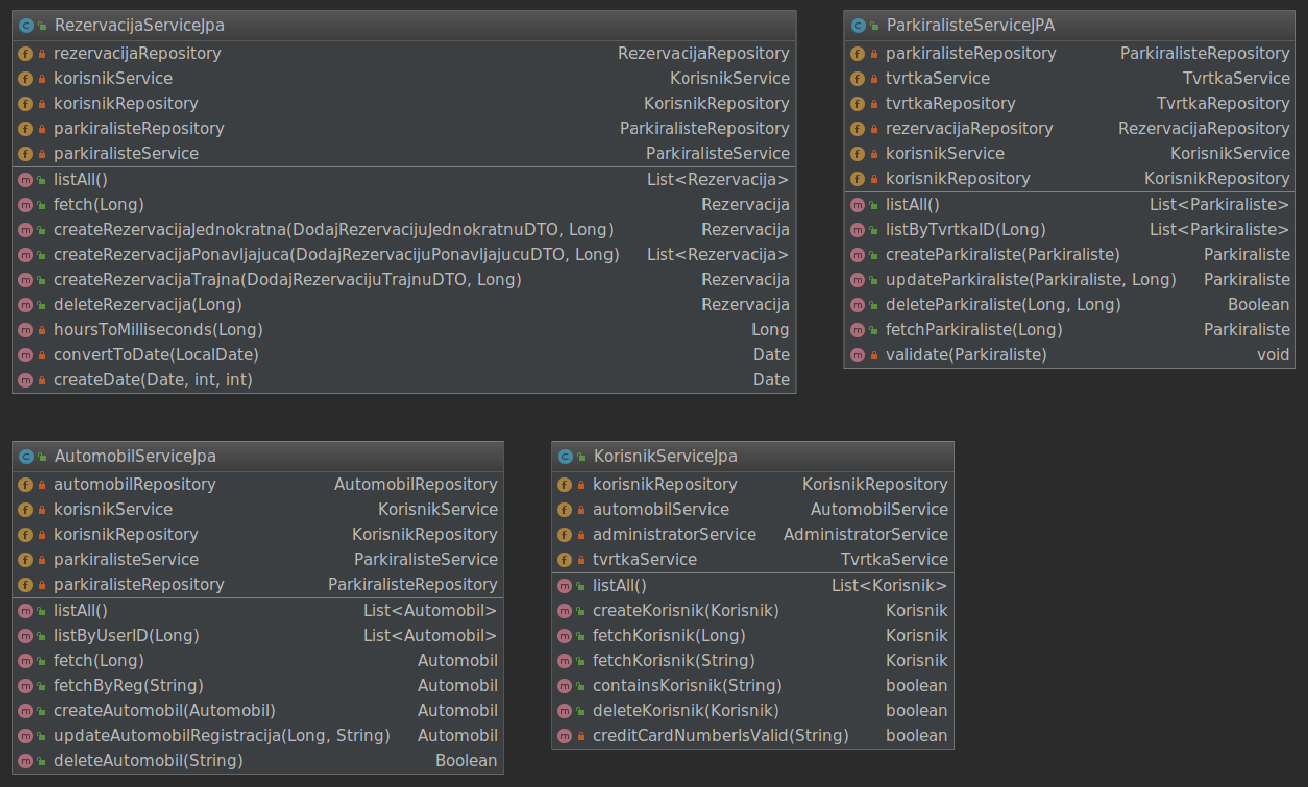 RezervacijaServiceJpa
rezervacijaRepository RezervacijaRepository
korisnikService KorisnikService
korisnikRepository KorisnikRepository
parkiralisteRepository ParkiralisteRepository
parkiralisteService ParkiralisteService
listAll() List<Rezervacija>
fetch(Long) Rezervacija
createRezervacijaJednokratna(DodajRezervacijuJednokratnuDTO, Long) Rezervacija
createRezervacijaPonavljajuca(DodajRezervacijuPonavljajucuDTO, Long) List<Rezervacija>
createRezervacijaTrajna(DodajRezervacijuTrajnuDTO, Long) Rezervacija
deleteRezervacija(Long) Rezervacija
hoursToMilliseconds(Long) Long
convertToDate(LocalDate) Date
createDate(Date, int, int) Date
ParkiralisteServiceJPA
parkiralisteRepository ParkiralisteRepository
tvrtkaService TvrtkaService
tvrtkaRepository TvrtkaRepository
rezervacijaRepository RezervacijaRepository
korisnikService KorisnikService
korisnikRepository KorisnikRepository
listAll() List<Parkiraliste>
listByTvrtkaID(Long) List<Parkiraliste>
createParkiraliste(Parkiraliste) Parkiraliste
updateParkiraliste(Parkiraliste, Long) Parkiraliste
deleteParkiraliste(Long, Long) Boolean
fetchParkiraliste(Long) Parkiraliste
validate(Parkiraliste) void
AutomobilServiceJpa
automobilRepository AutomobilRepository
korisnikService KorisnikService
korisnikRepository KorisnikRepository
parkiralisteService ParkiralisteService
parkiralisteRepository ParkiralisteRepository
listAll() List<Automobil>
listByUserID(Long) List<Automobil>
fetch(Long) Automobil
fetchByReg(String) Automobil
createAutomobil(Automobil) Automobil
updateAutomobilRegistracija(Long, String) Automobil
deleteAutomobil(String) Boolean
KorisnikServiceJpa
korisnikRepository KorisnikRepository
automobilService AutomobilService
administratorService AdministratorService
tvrtkaService TvrtkaService
listAll() List<Korisnik>
createKorisnik(Korisnik) Korisnik
fetchKorisnik(Long) Korisnik
fetchKorisnik(String) Korisnik
containsKorisnik(String) boolean
deleteKorisnik(Korisnik) boolean
creditCardNumberIsValid(String) boolean